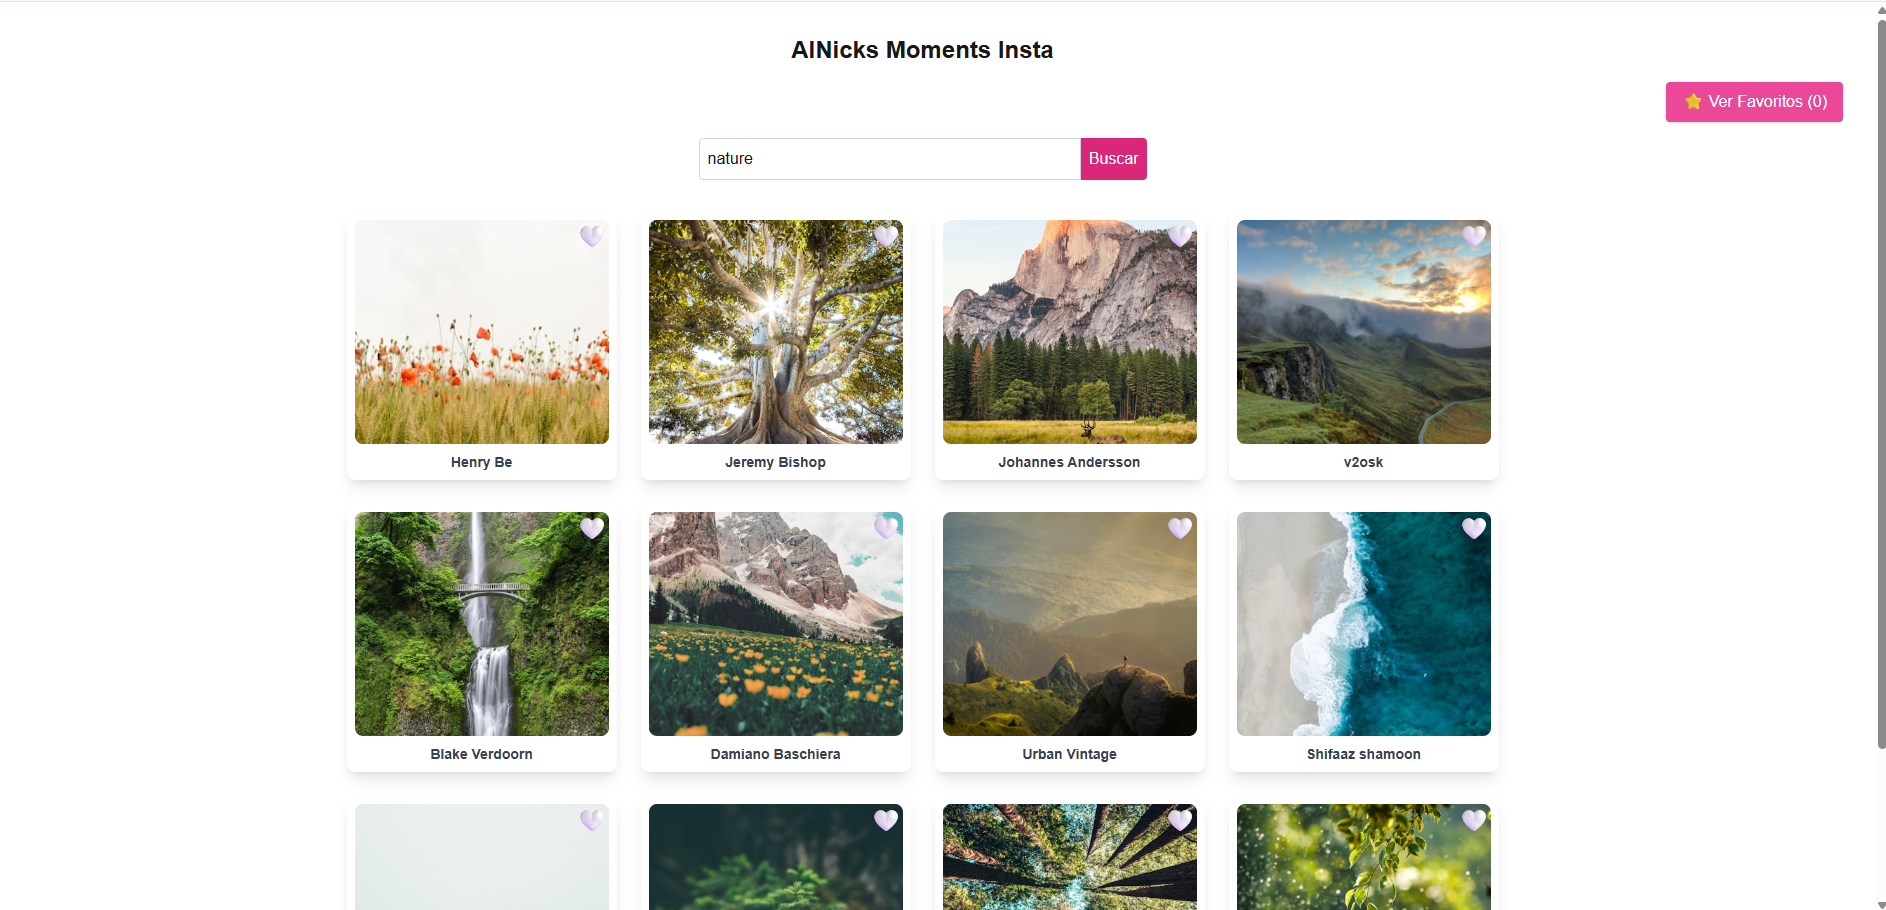 AINicks Moments Insta
⭐ Ver Favoritos (0)
nature
Buscar
Henry Be
Jeremy Bishop
Johannes Andersson
v2osk
Blake Verdoorn
Damiano Baschiera
Urban Vintage
Shifaaz shamoon